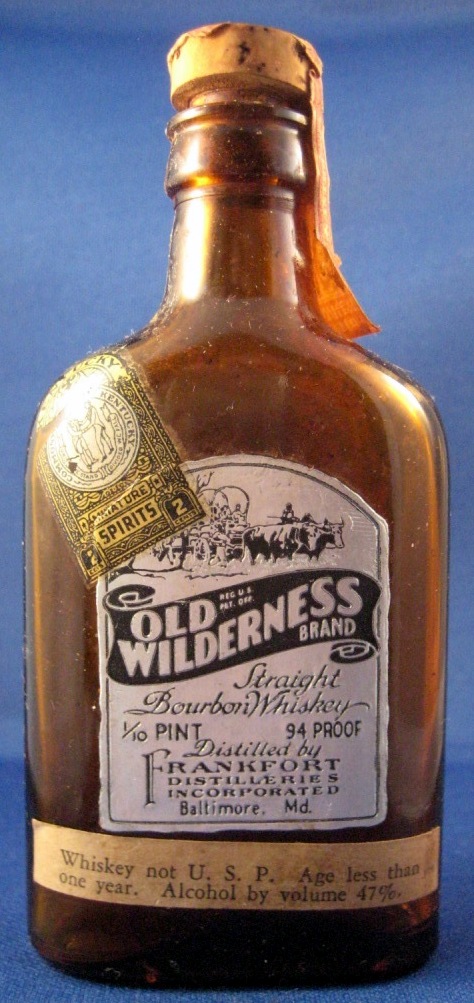 KENTUCKY
MINIATURE
SPIRITS
2 2
OLD
REG. U.S.
PAT. OFF.
WILDERNESS
BRAND
Straight
Bourbon Whiskey
1/10 PINT 94 PROOF
Distilled by
FRANKFORT
DISTILLERIES
INCORPORATED
Baltimore, Md.
Whiskey not U. S. P. Age less than
one year. Alcohol by volume 47%.